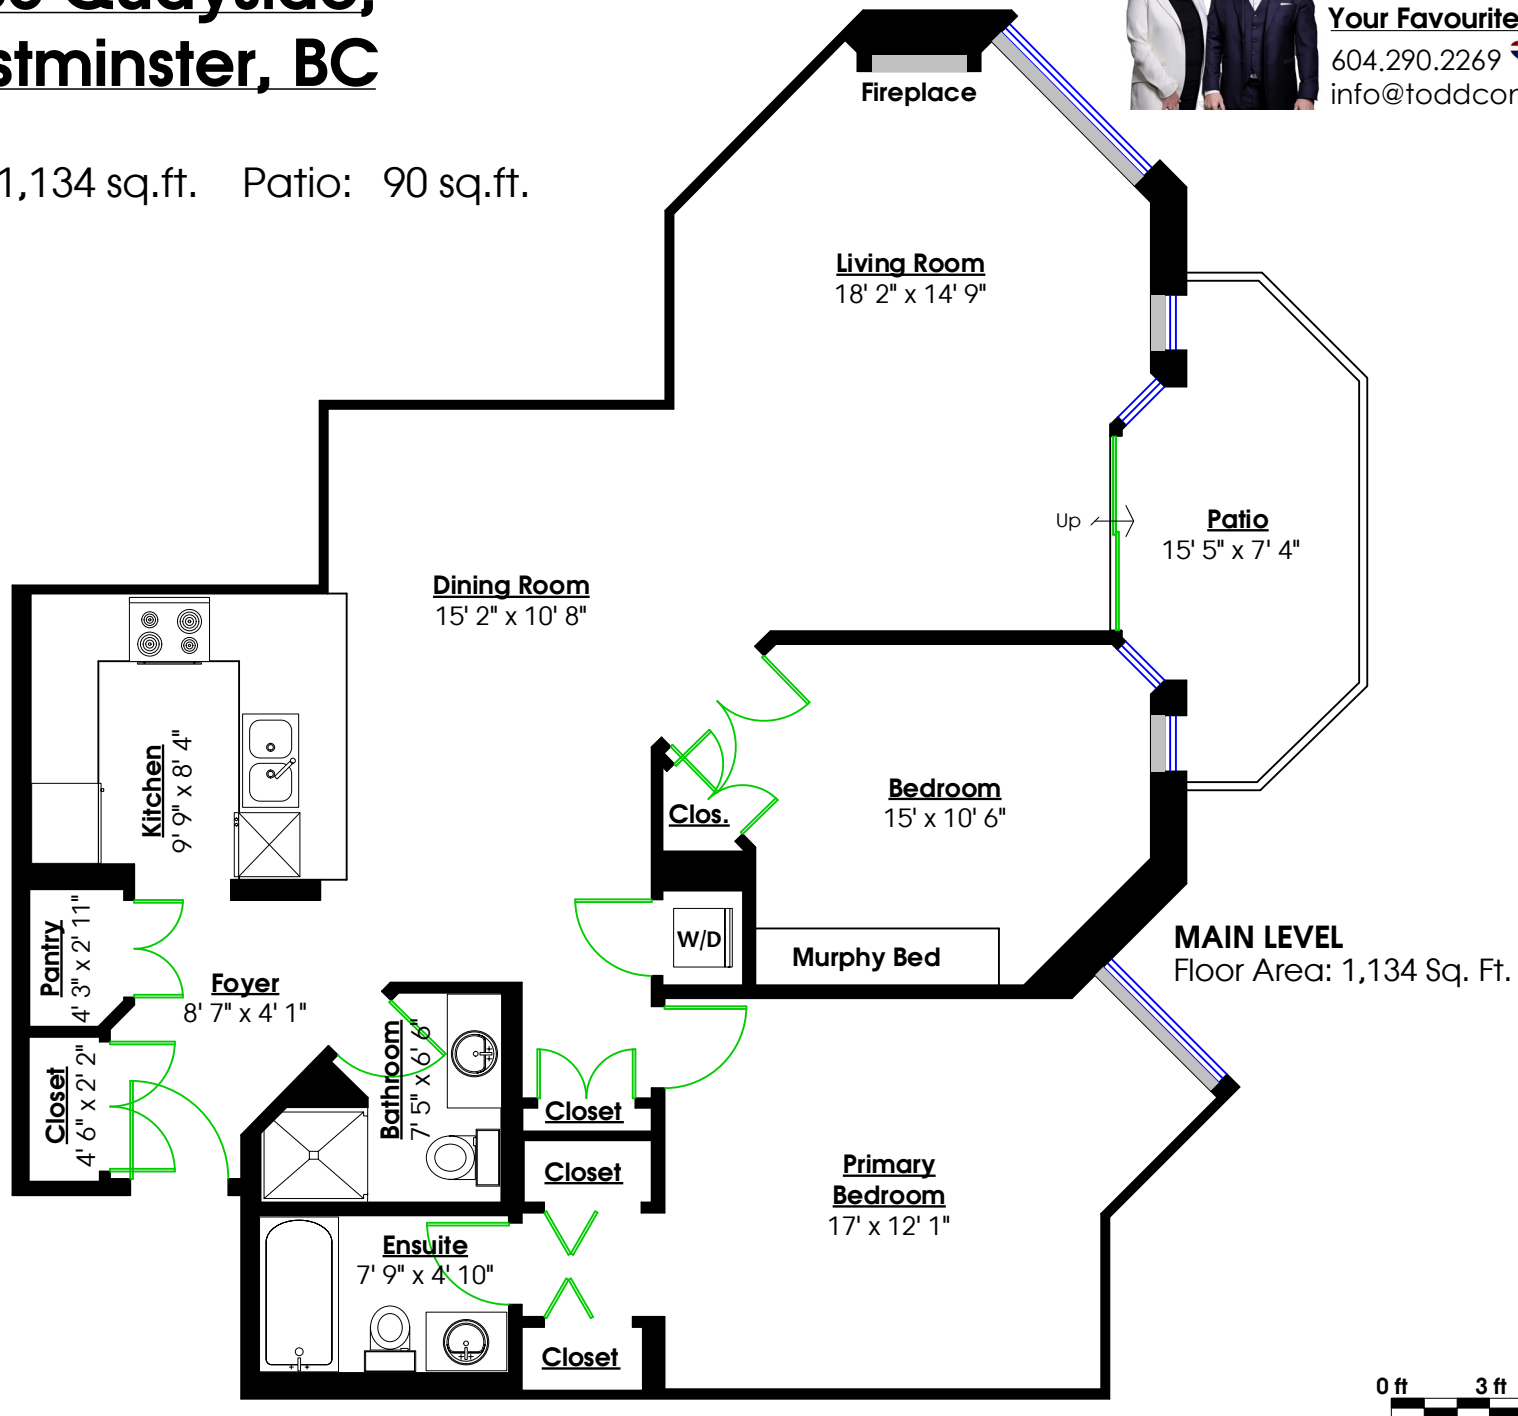 Quayside,
stminster, BC
1,134 sq.ft. Patio: 90 sq.ft.
Your Favourite
604.290.2269
info@toddcon
Fireplace
Living Room
18' 2" x 14' 9"
Up
Patio
15' 5" x 7' 4"
Dining Room
15' 2" x 10' 8"
Kitchen
9' 9" x 8' 4"
Bedroom
15' x 10' 6"
Clos.
W/D
Murphy Bed
MAIN LEVEL
Floor Area: 1,134 Sq. Ft.
Pantry
4' 3" x 2' 11"
Foyer
8' 7" x 4' 1"
Closet
4' 6" x 2' 2"
Bathroom
7' 5" x 6' 6"
Closet
Closet
Primary
Bedroom
17' x 12' 1"
Ensuite
7' 9" x 4' 10"
Closet
0 ft 3 ft